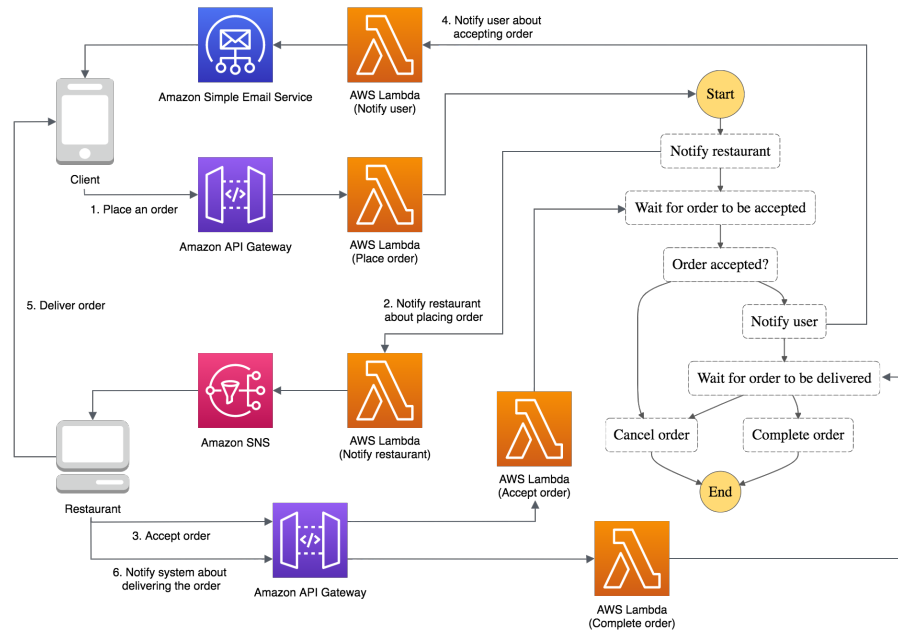 4. Notify user about
accepting order
Amazon Simple Email Service
AWS Lambda
(Notify user)
Start
Notify restaurant
Client
1. Place an order
Amazon API Gateway
AWS Lambda
(Place order)
Wait for order to be accepted
Order accepted?
5. Deliver order
2. Notify restaurant
about placing order
Notify user
Wait for order to be delivered
Amazon SNS
AWS Lambda
(Notify restaurant)
Cancel order
Complete order
AWS Lambda
(Accept order)
End
Restaurant
3. Accept order
6. Notify system about
delivering the order
Amazon API Gateway
AWS Lambda
(Complete order)